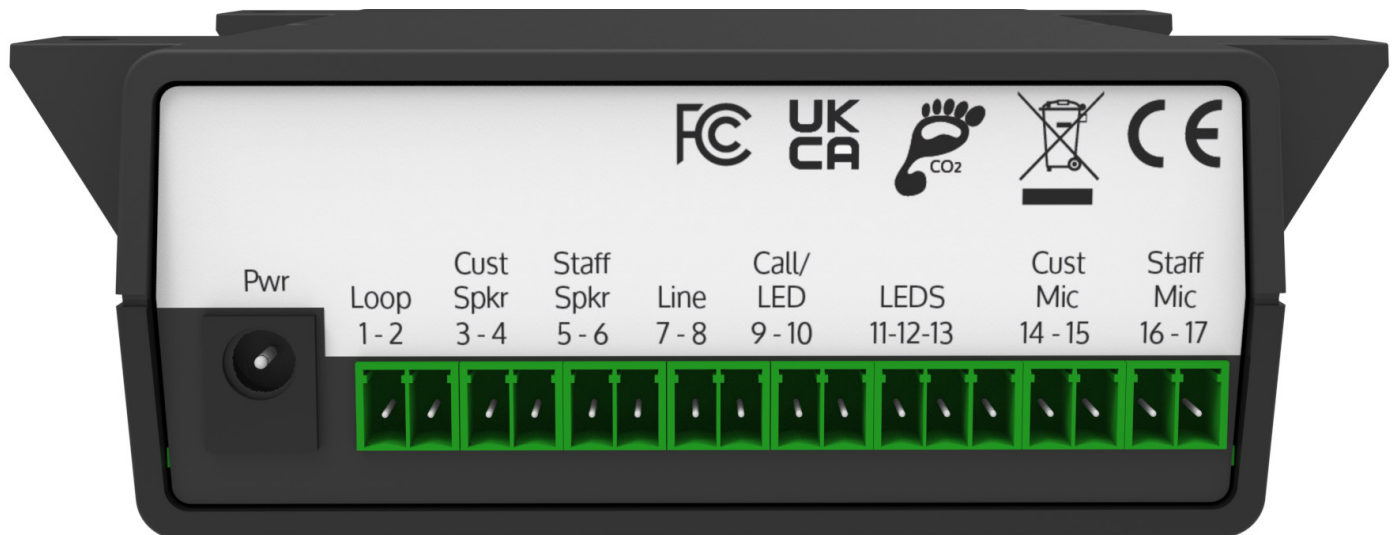 FC
UK
CA
CO2
CE
Pwr
Loop
1 - 2
Cust
Spkr
3 - 4
Staff
Spkr
5 - 6
Line
7 - 8
Call/
LED
9 - 10
LEDS
11-12-13
Cust
Mic
14 - 15
Staff
Mic
16 - 17